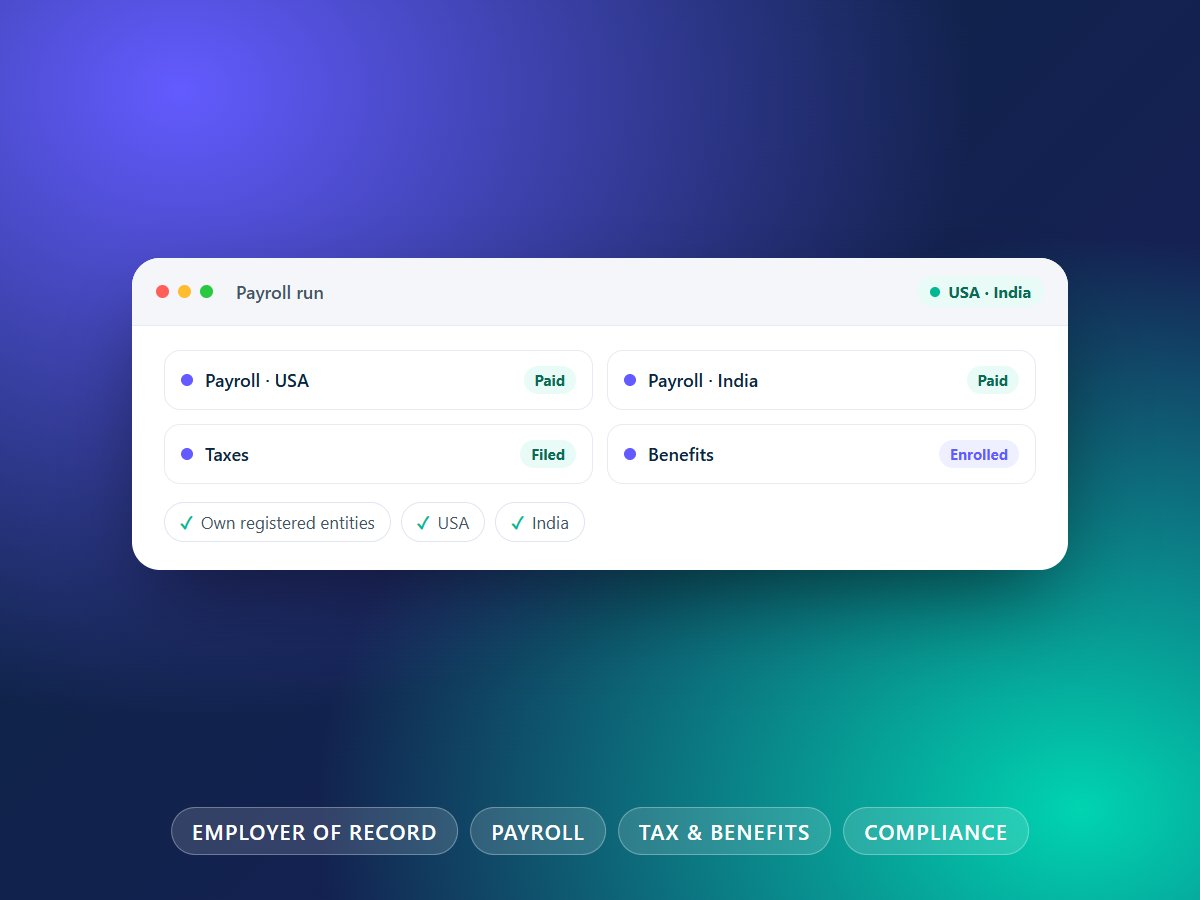 Payroll run
USA · India
Payroll · USA
Paid
Payroll · India
Paid
Taxes
Filed
Benefits
Enrolled
✓ Own registered entities
✓ USA
✓ India
EMPLOYER OF RECORD
PAYROLL
TAX & BENEFITS
COMPLIANCE